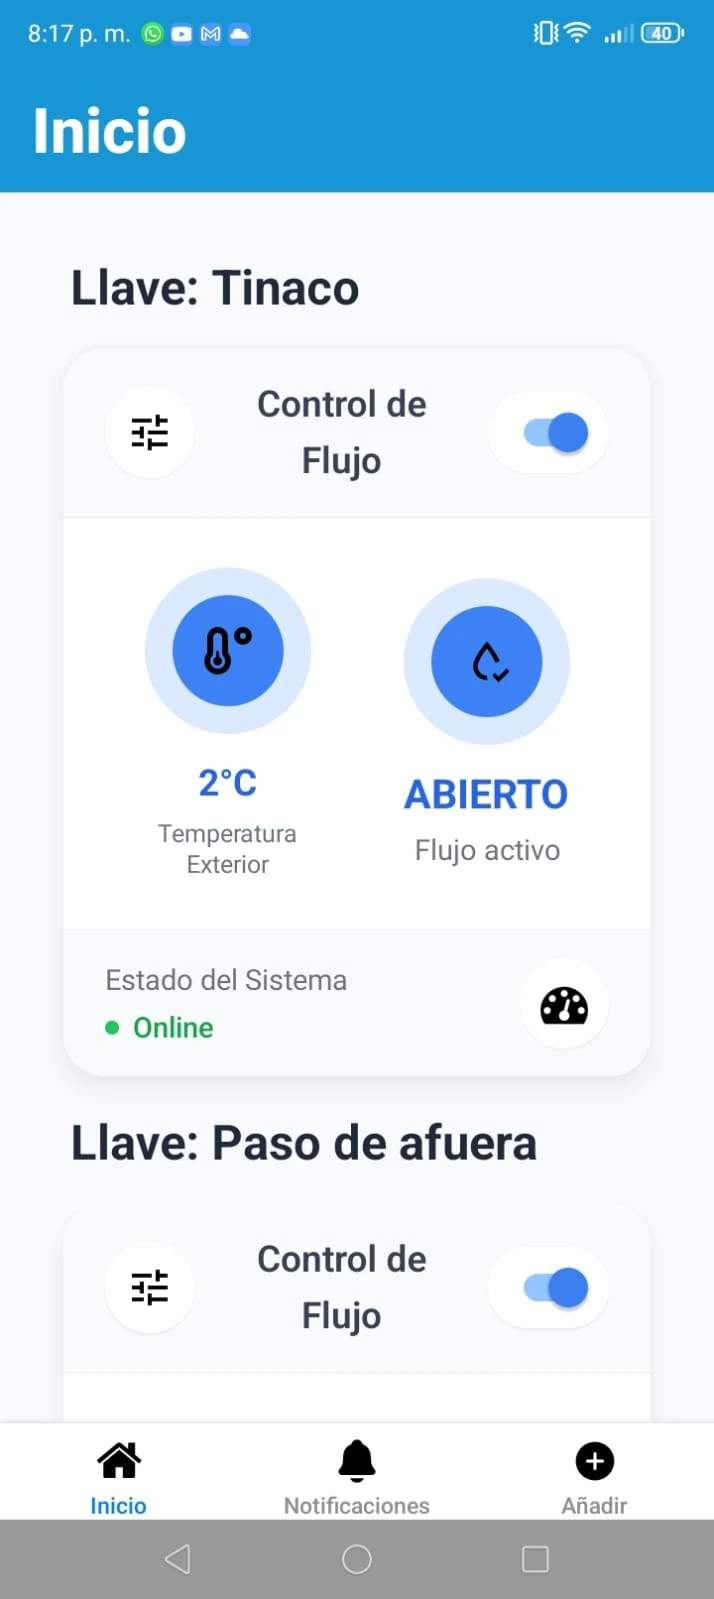 8:17 p. m.
40
Inicio
Llave: Tinaco
Control de
Flujo
2°C
Temperatura
Exterior
ABIERTO
Flujo activo
Estado del Sistema
Online
Llave: Paso de afuera
Control de
Flujo
Inicio
Notificaciones
Añadir